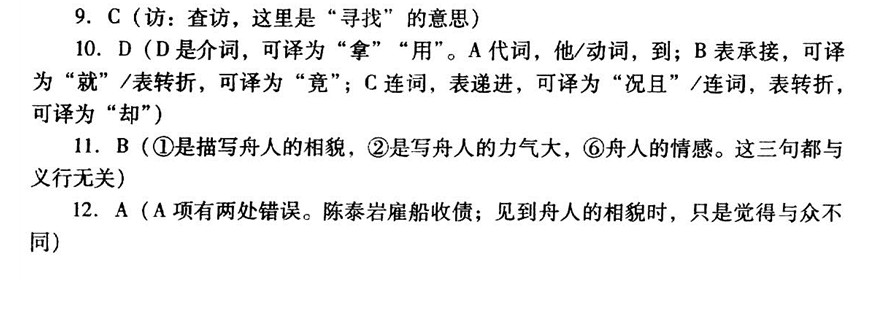 9. C（访：查访，这里是“寻找”的意思）
10. D（D是介词，可译为“拿”“用”。A代词，他/动词，到；B表承接，可译
为“就”/表转折，可译为“竟”；C连词，表递进，可译为“况且”/连词，表转折，
可译为“却”）
11. B（①是描写舟人的相貌，②是写舟人的力气大，⑥舟人的情感。这三句都与
义行无关）
12. A（A项有两处错误。陈泰岩雇船收债；见到舟人的相貌时，只是觉得与众不
同）